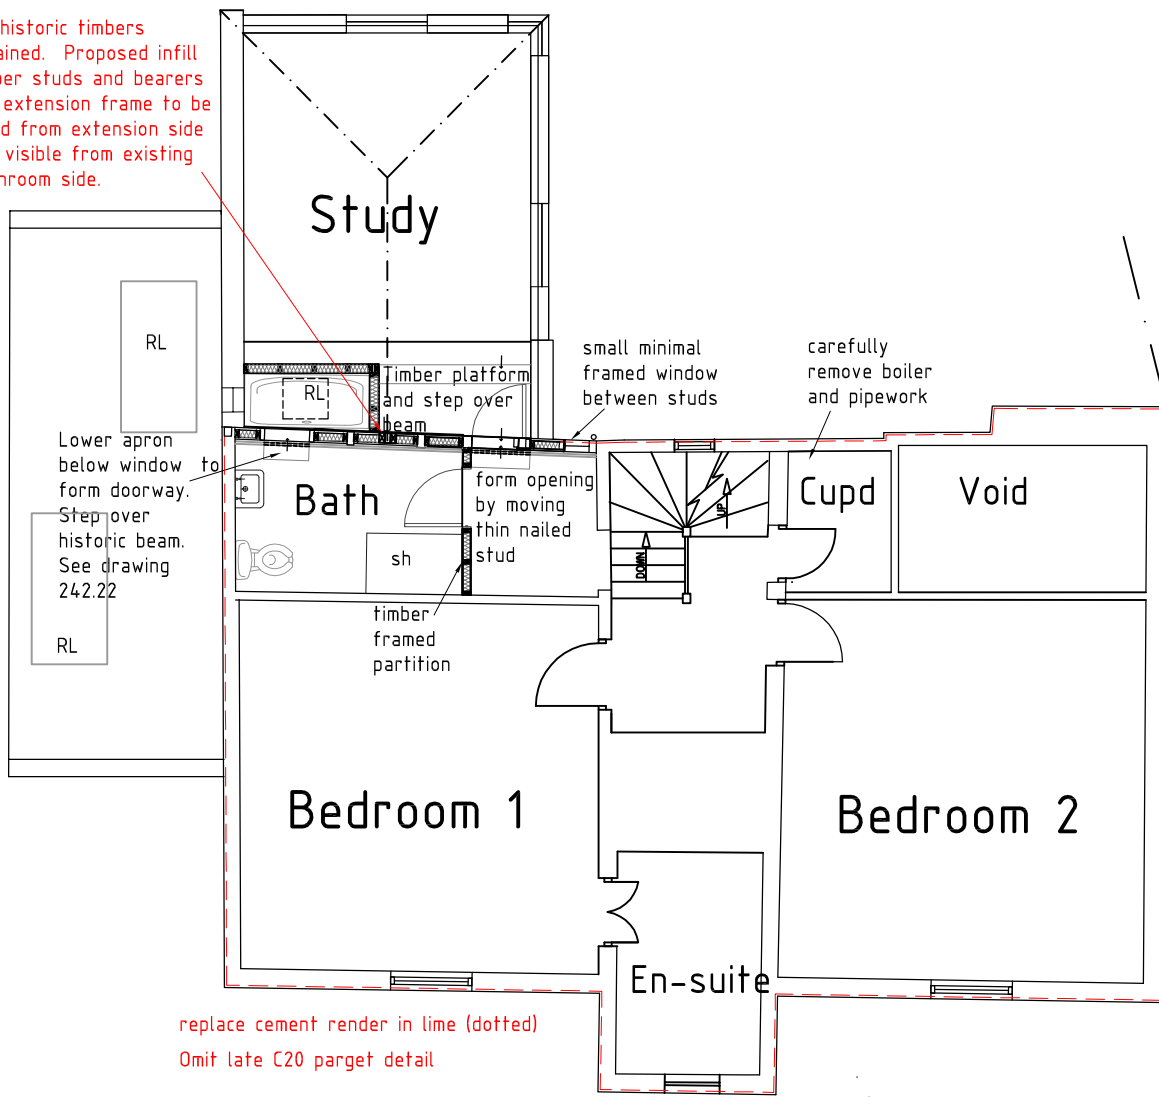 historic timbers
Proposed infill
studs and bearers
extension frame to be
from extension side
visible from existing
side.
Study
RL
RL
Timber platform
and step over
beam
small minimal
framed window
between studs
carefully
remove boiler
and pipework
Lower apron
below window to
form doorway.
Step over
historic beam.
See drawing
242.22
RL
Bath
sh
form opening
by moving
thin nailed
stud
UP
DOWN
Cupd
Void
timber
framed
partition
Bedroom 1
Bedroom 2
En-suite
replace cement render in lime (dotted)
Omit late C20 parget detail